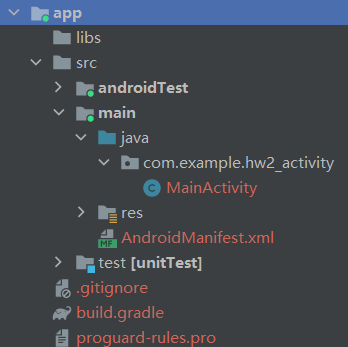 app
libs
src
androidTest
main
java
com.example.hw2_activity
C MainActivity
res
MF AndroidManifest.xml
test [unitTest]
.gitignore
build.gradle
proguard-rules.pro